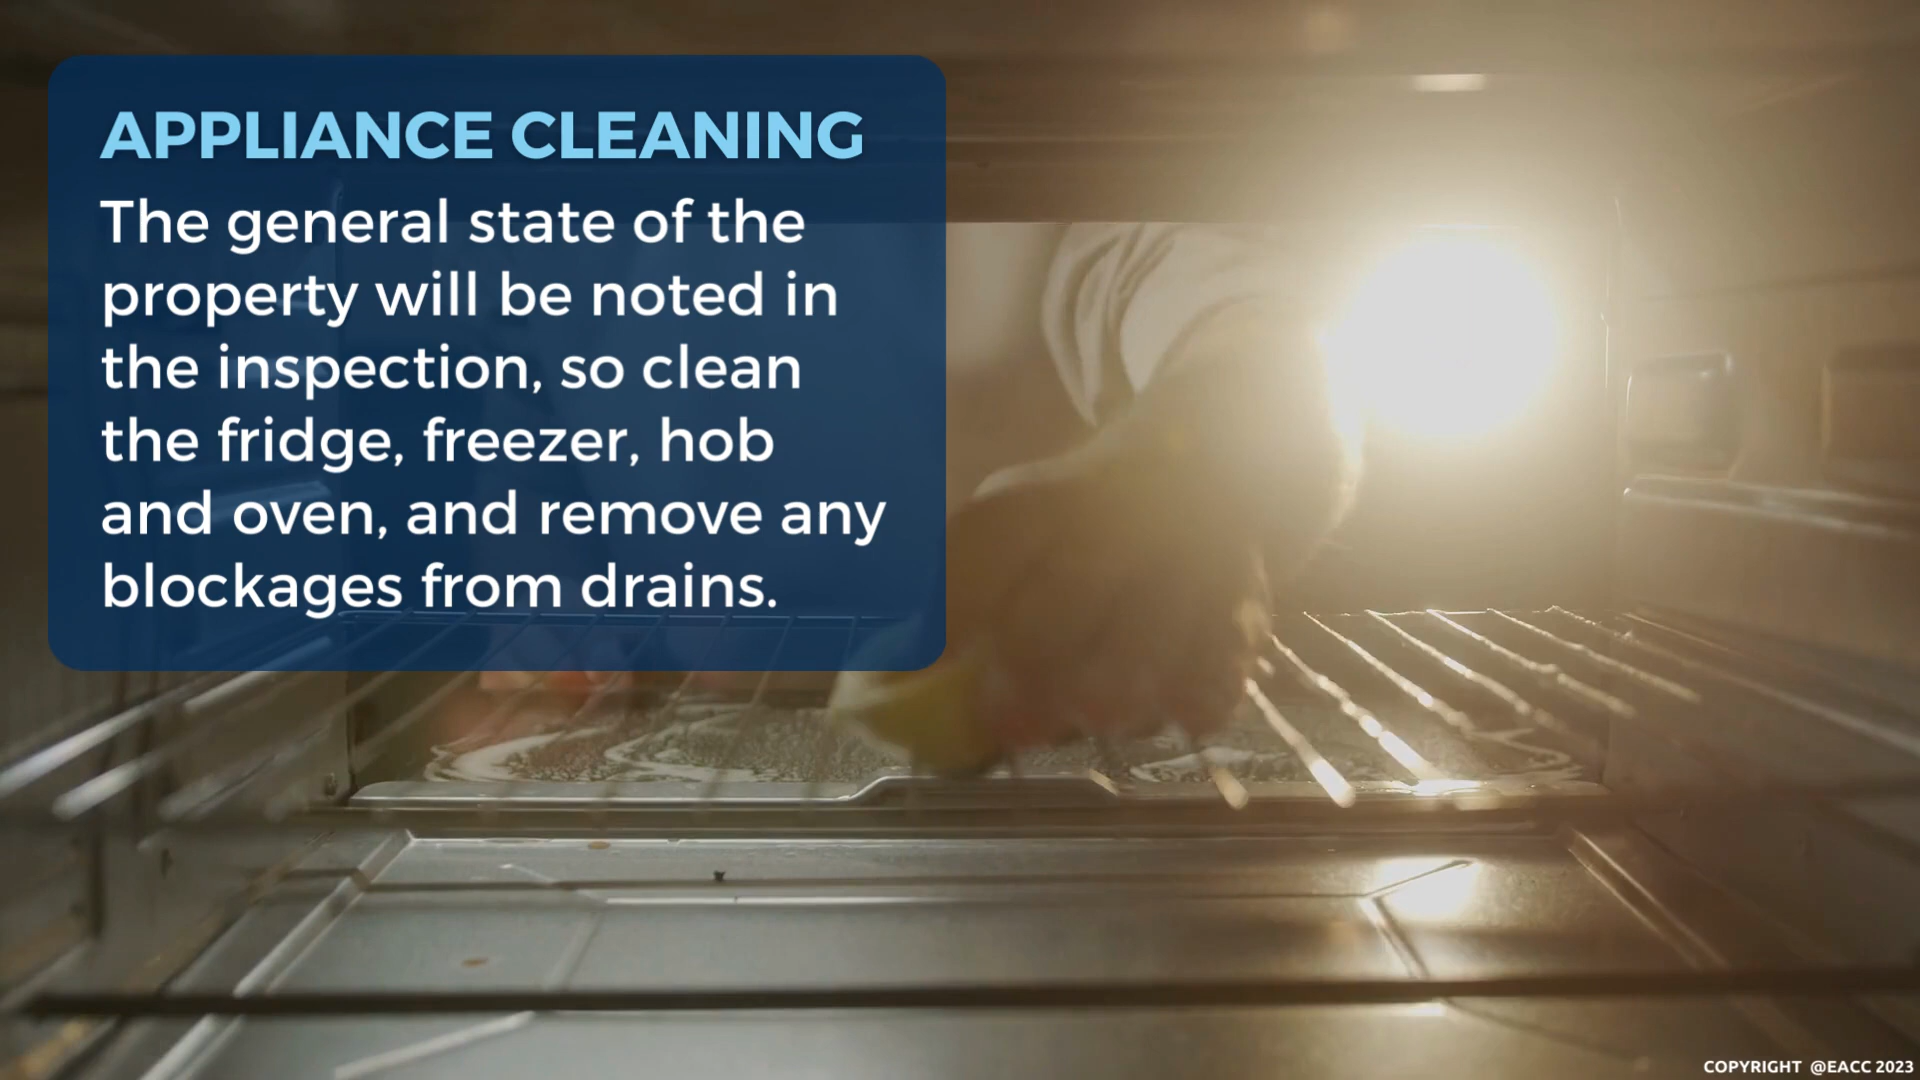 APPLIANCE CLEANING
The general state of the
property will be noted in
the inspection, so clean
the fridge, freezer, hob
and oven, and remove any
blockages from drains.
COPYRIGHT @EACC 2023